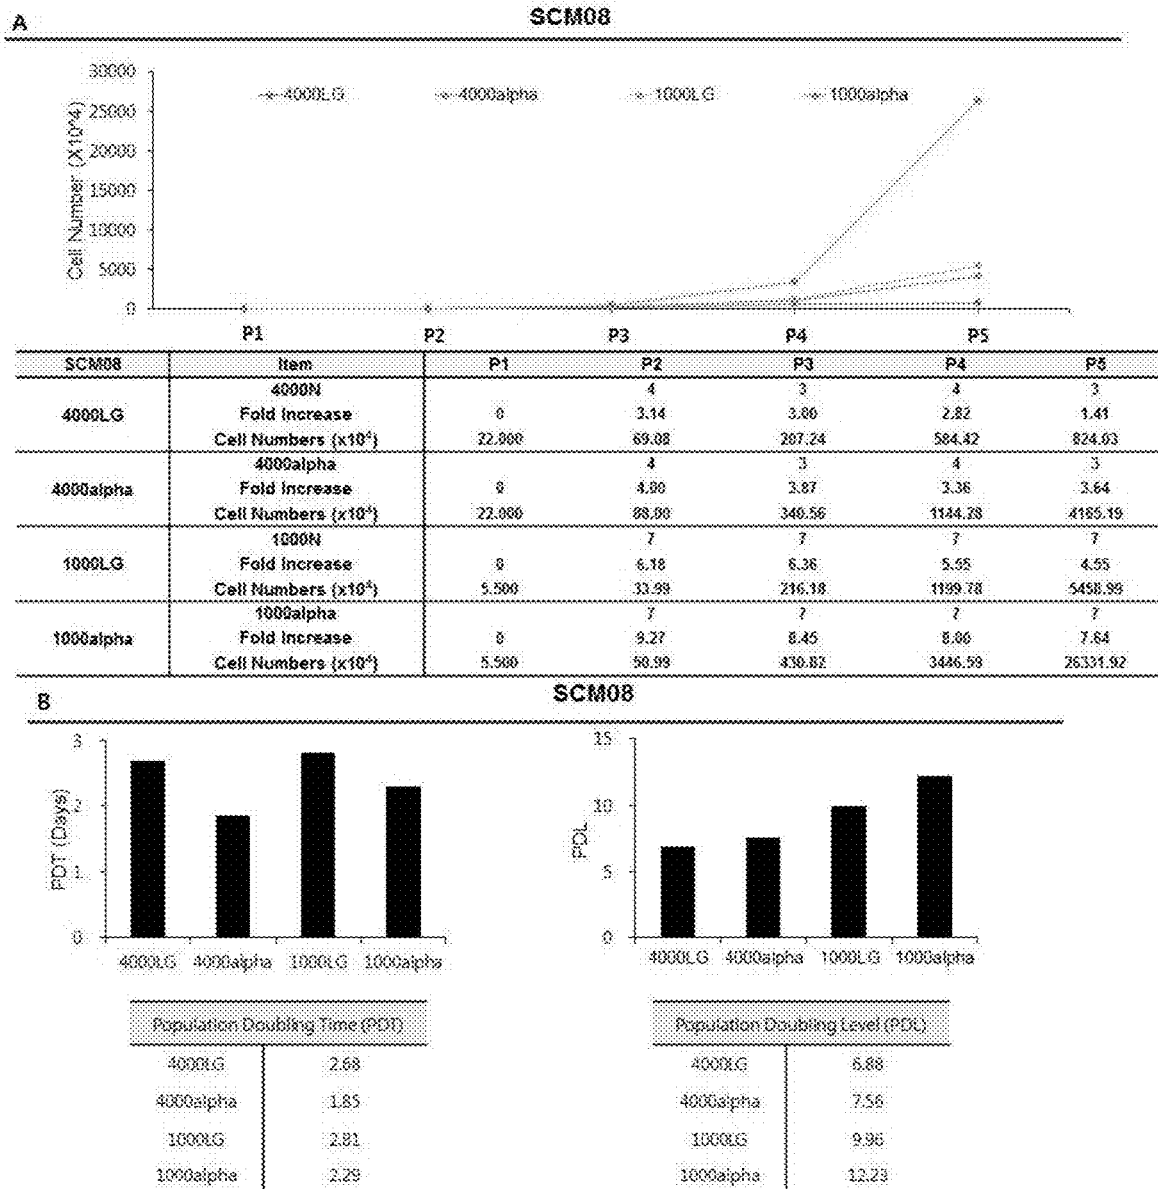 A
SCM08
30000
25000
20000
15000
10000
5000
0
Cell Number (X10^4)
4000LG 4000alpha 1000LG 1000alpha
P1 P2 P3 P4 P5
SCM08 Item P1 P2 P3 P4 P5
4000LG
4000N 4 3 4 3
Fold Increase 0 3.14 3.00 2.82 1.41
Cell Numbers (x10⁴) 22.000 69.08 207.24 584.42 824.03
4000alpha
4000alpha 4 3 4 3
Fold Increase 0 4.00 3.87 3.36 3.64
Cell Numbers (x10⁴) 22.000 88.00 340.56 1144.28 4165.19
1000LG
1000N 7 7 7 7
Fold Increase 0 6.18 6.36 5.55 4.55
Cell Numbers (x10⁴) 5.500 33.99 216.18 1199.78 5458.99
1000alpha
1000alpha 7 7 7 7
Fold Increase 0 9.27 8.45 8.00 7.64
Cell Numbers (x10⁴) 5.500 50.99 430.82 3446.59 26331.92
B
SCM08
3
2
1
0
PDT (Days)
4000LG 4000alpha 1000LG 1000alpha
15
10
5
0
PDL
4000LG 4000alpha 1000LG 1000alpha
Population Doubling Time (PDT)
4000LG 2.68
4000alpha 1.85
1000LG 2.81
1000alpha 2.29
Population Doubling Level (PDL)
4000LG 6.88
4000alpha 7.56
1000LG 9.96
1000alpha 12.23